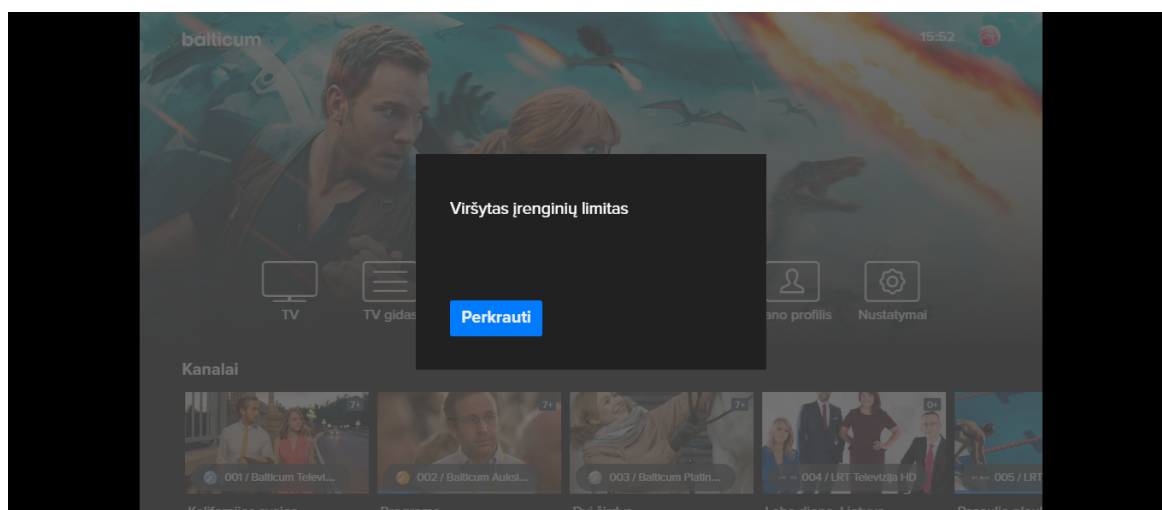 balticum
15:52
Viršytas įrenginių limitas
TV
TV gidas
ano profilis
Nustatymai
Perkrauti
Kanalai
7+
7+
7+
0+
001 / Balticum Televi...
002 / Balticum Auksi...
003 / Balticum Platin...
004 / LRT Televizija HD
005 / LRT